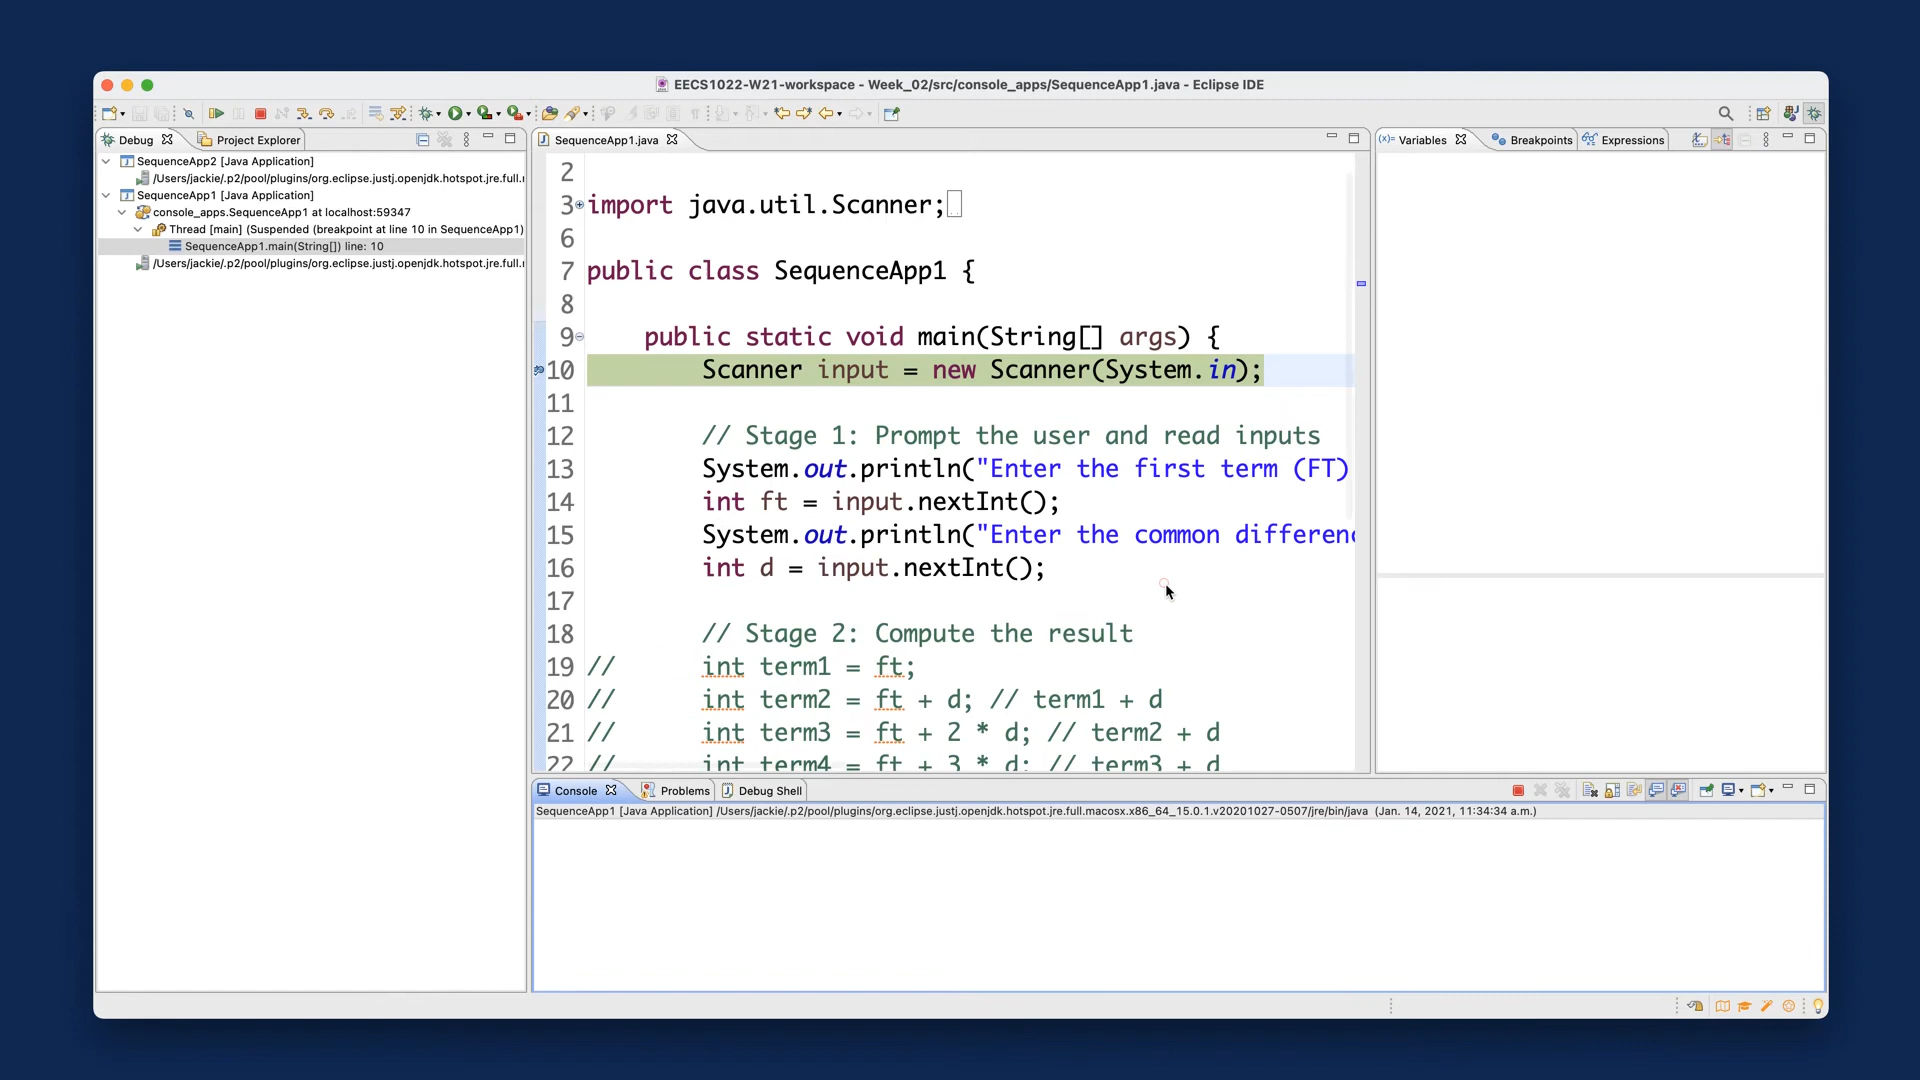 EECS1022-W21-workspace - Week_02/src/console_apps/SequenceApp1.java - Eclipse IDE
Debug
Project Explorer
SequenceApp2 [Java Application]
/Users/jackie/.p2/pool/plugins/org.eclipse.justj.openjdk.hotspot.jre.full.
SequenceApp1 [Java Application]
console_apps.SequenceApp1 at localhost:59347
Thread [main] (Suspended (breakpoint at line 10 in SequenceApp1)
SequenceApp1.main(String[]) line: 10
/Users/jackie/.p2/pool/plugins/org.eclipse.justj.openjdk.hotspot.jre.full.
SequenceApp1.java
2
3 import java.util.Scanner;
6
7 public class SequenceApp1 {
8
9 public static void main(String[] args) {
10 Scanner input = new Scanner(System.in);
11
12 // Stage 1: Prompt the user and read inputs
13 System.out.println("Enter the first term (FT)
14 int ft = input.nextInt();
15 System.out.println("Enter the common differenc
16 int d = input.nextInt();
17
18 // Stage 2: Compute the result
19 // int term1 = ft;
20 // int term2 = ft + d; // term1 + d
21 // int term3 = ft + 2 * d; // term2 + d
22 // int term4 = ft + 3 * d; // term3 + d
(x)= Variables
Breakpoints
Expressions
Console
Problems
Debug Shell
SequenceApp1 [Java Application] /Users/jackie/.p2/pool/plugins/org.eclipse.justj.openjdk.hotspot.jre.full.macosx.x86_64_15.0.1.v20201027-0507/jre/bin/java (Jan. 14, 2021, 11:34:34 a.m.)